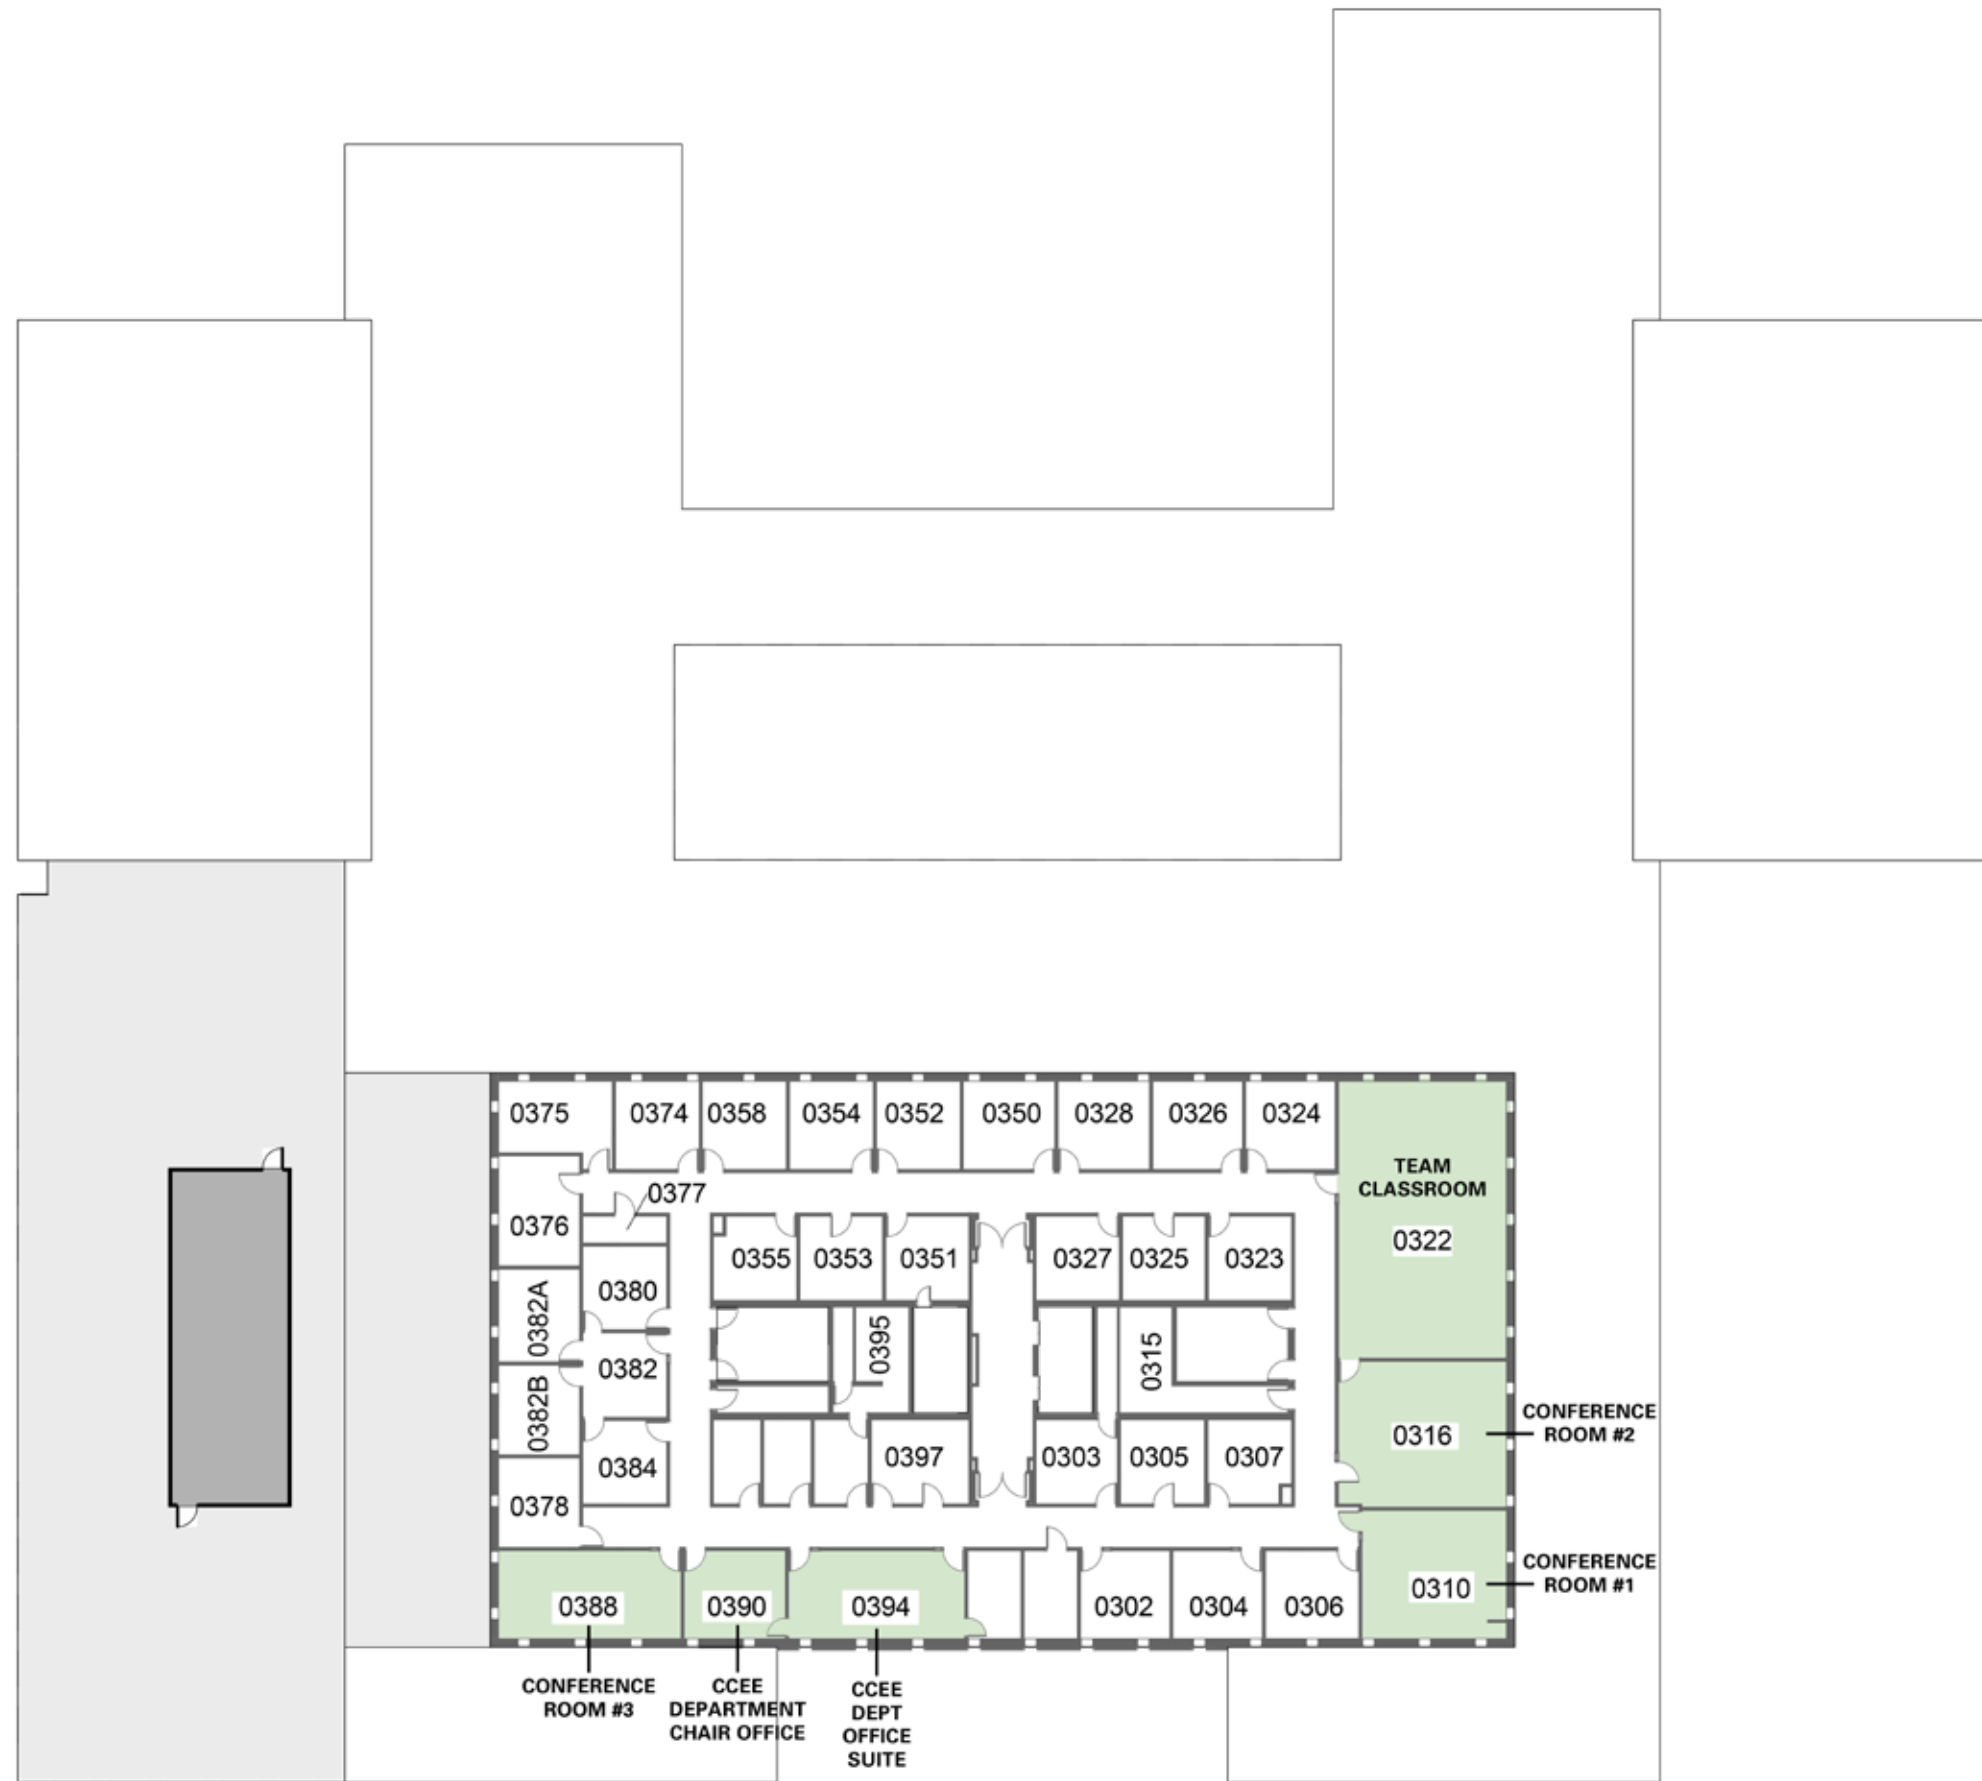 0375
0374
0358
0354
0352
0350
0328
0326
0324
TEAM
CLASSROOM
0322
0377
0376
0355
0353
0351
0327
0325
0323
0380
0382A
0395
0315
0382
0382B
0316
CONFERENCE
ROOM #2
0384
0397
0303
0305
0307
0378
0310
CONFERENCE
ROOM #1
0388
0390
0394
0302
0304
0306
CONFERENCE
ROOM #3
CCEE
DEPARTMENT
CHAIR OFFICE
CCEE
DEPT
OFFICE
SUITE